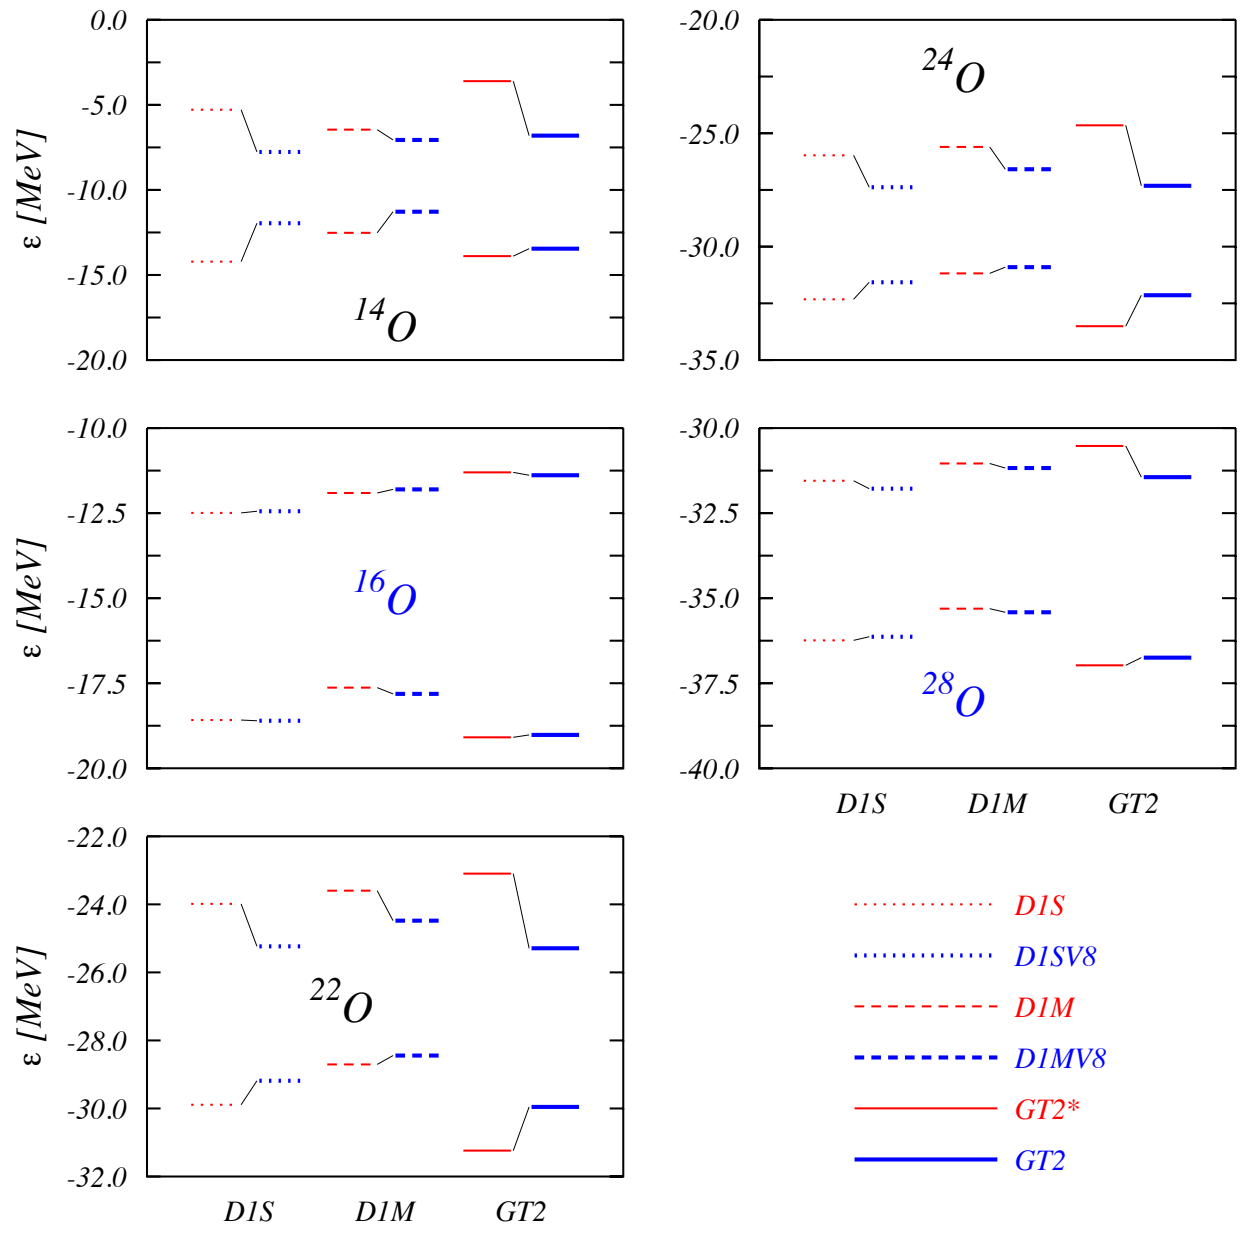 0.0
-5.0
-10.0
-15.0
-20.0
ε [MeV]
14O
-20.0
-25.0
-30.0
-35.0
24O
-10.0
-12.5
-15.0
-17.5
-20.0
ε [MeV]
16O
-30.0
-32.5
-35.0
-37.5
-40.0
28O
D1S D1M GT2
-22.0
-24.0
-26.0
-28.0
-30.0
-32.0
ε [MeV]
22O
D1S D1M GT2
D1S
D1SV8
D1M
D1MV8
GT2*
GT2